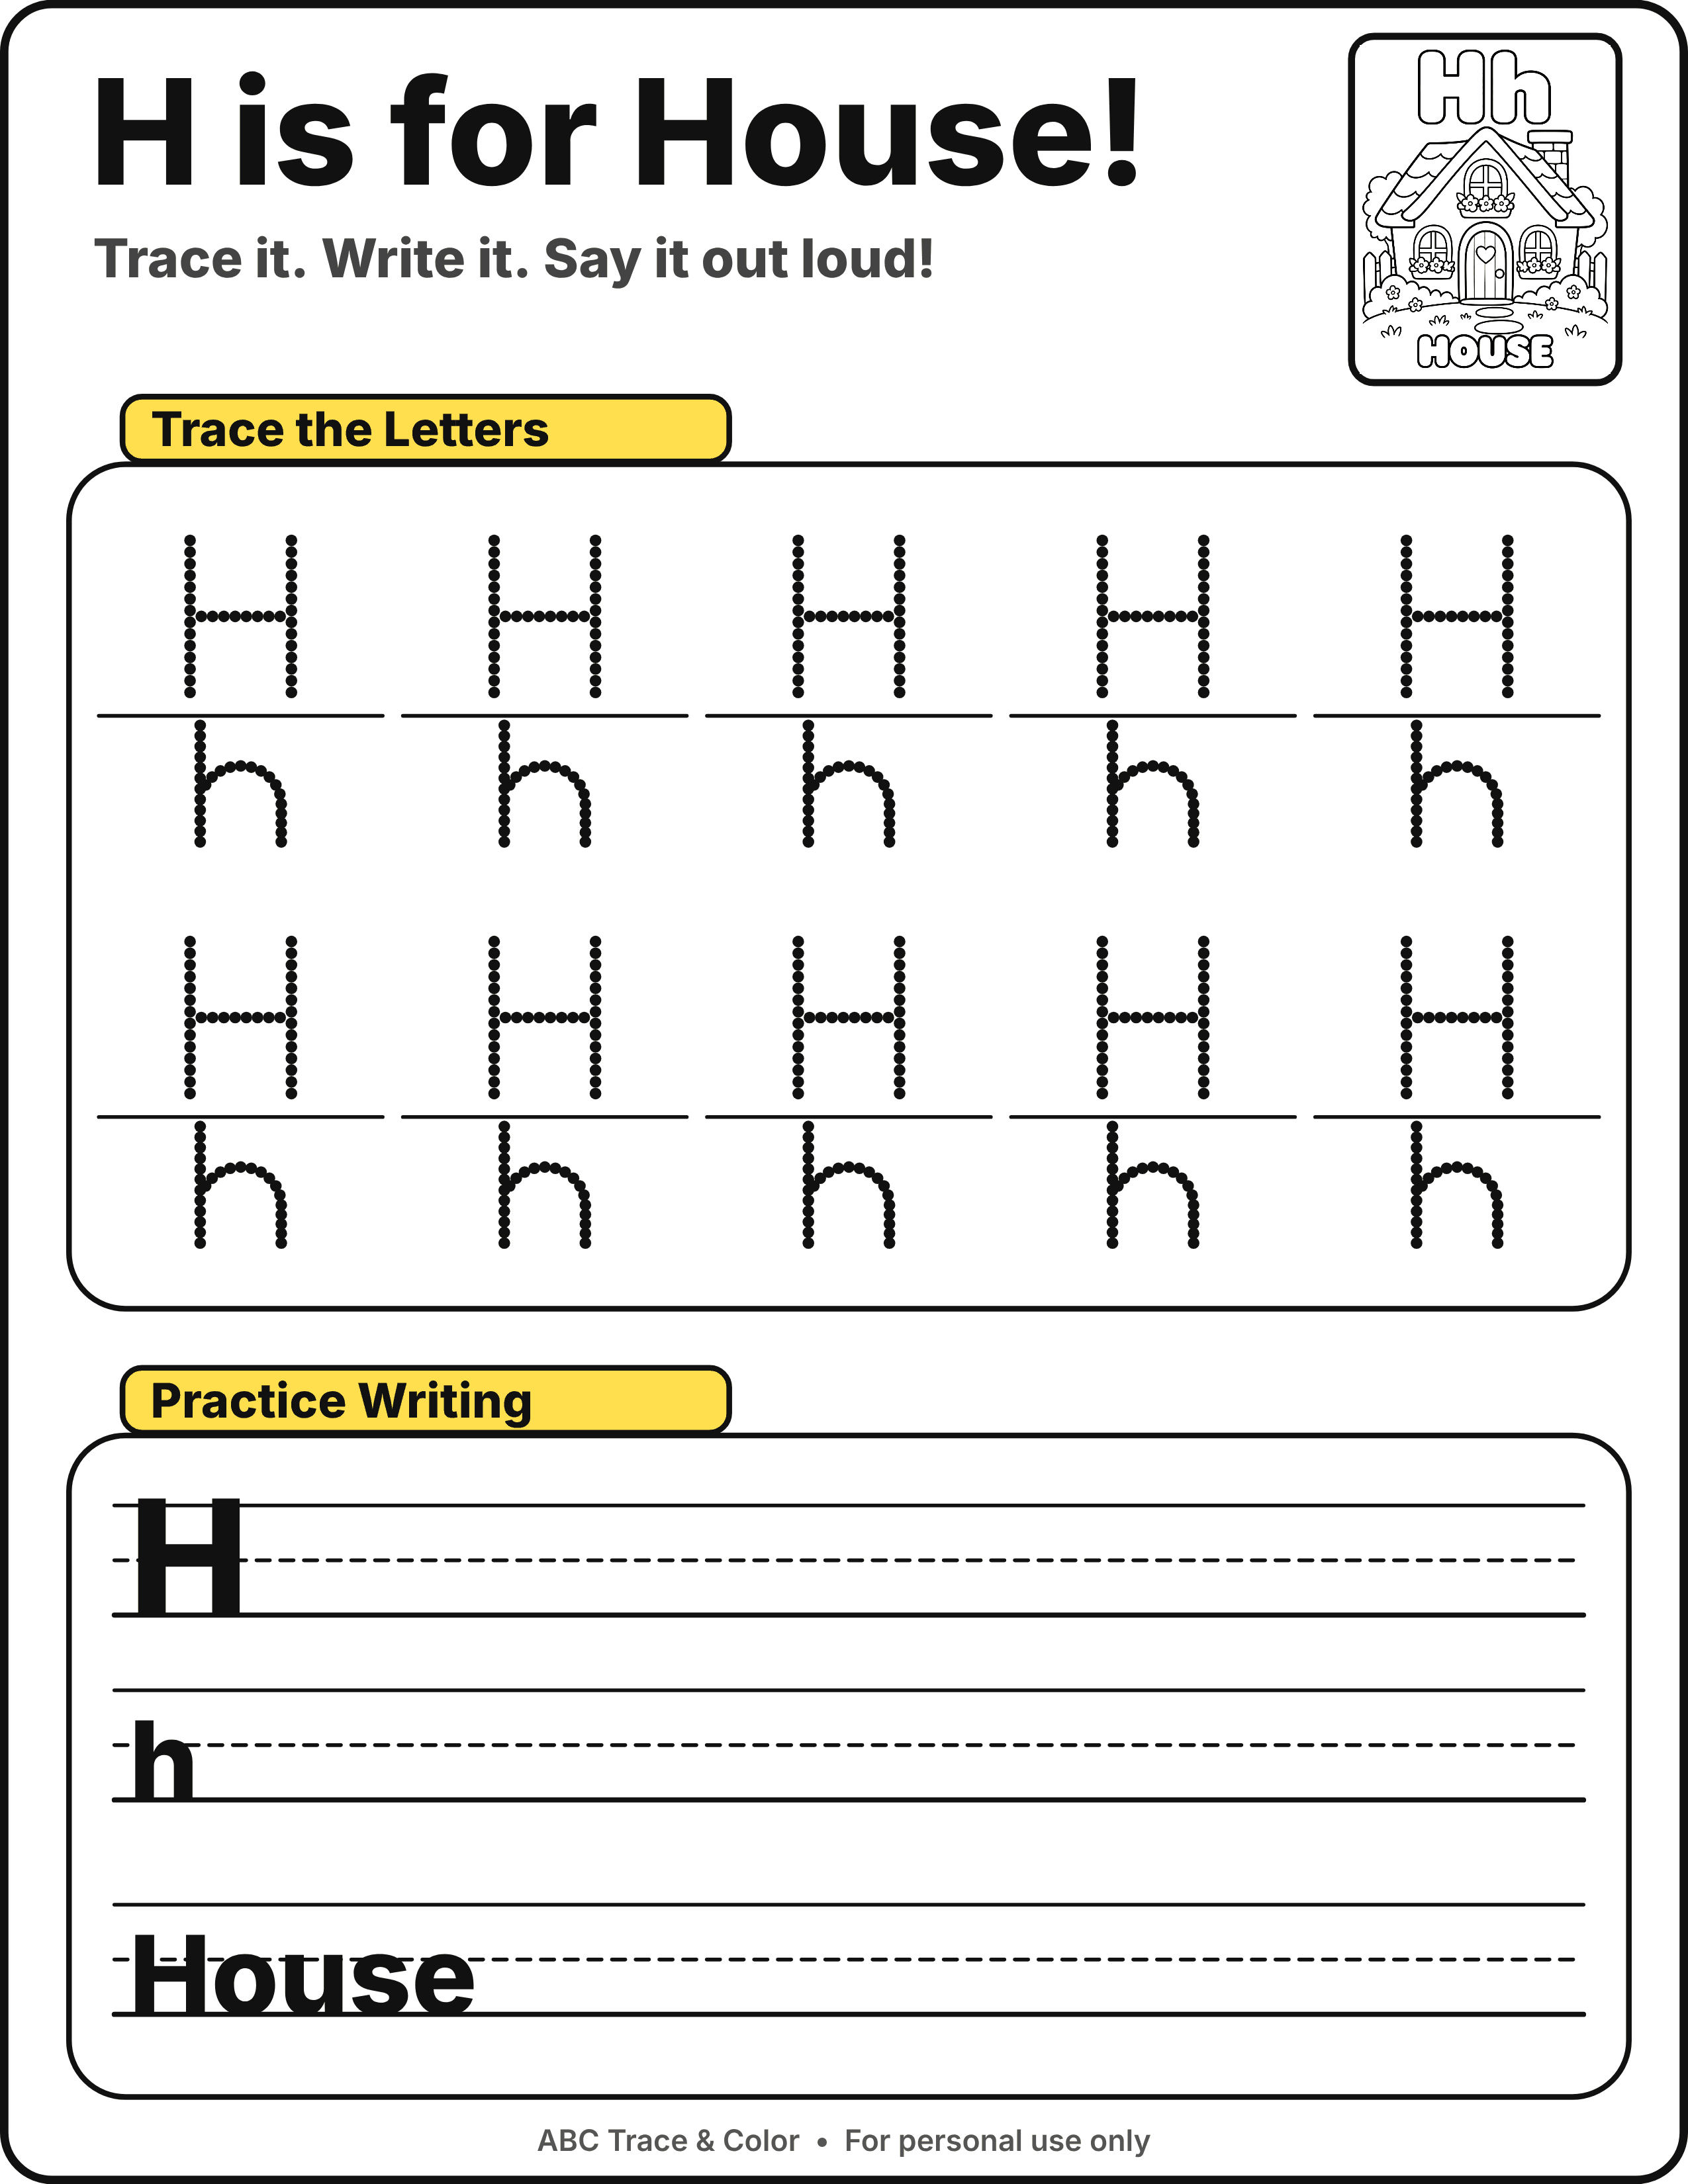 H is for House!
Trace it. Write it. Say it out loud!
Hh
HOUSE
Trace the Letters
H H H H H
h h h h h
H H H H H
h h h h h
Practice Writing
H
h
House
ABC Trace & Color • For personal use only